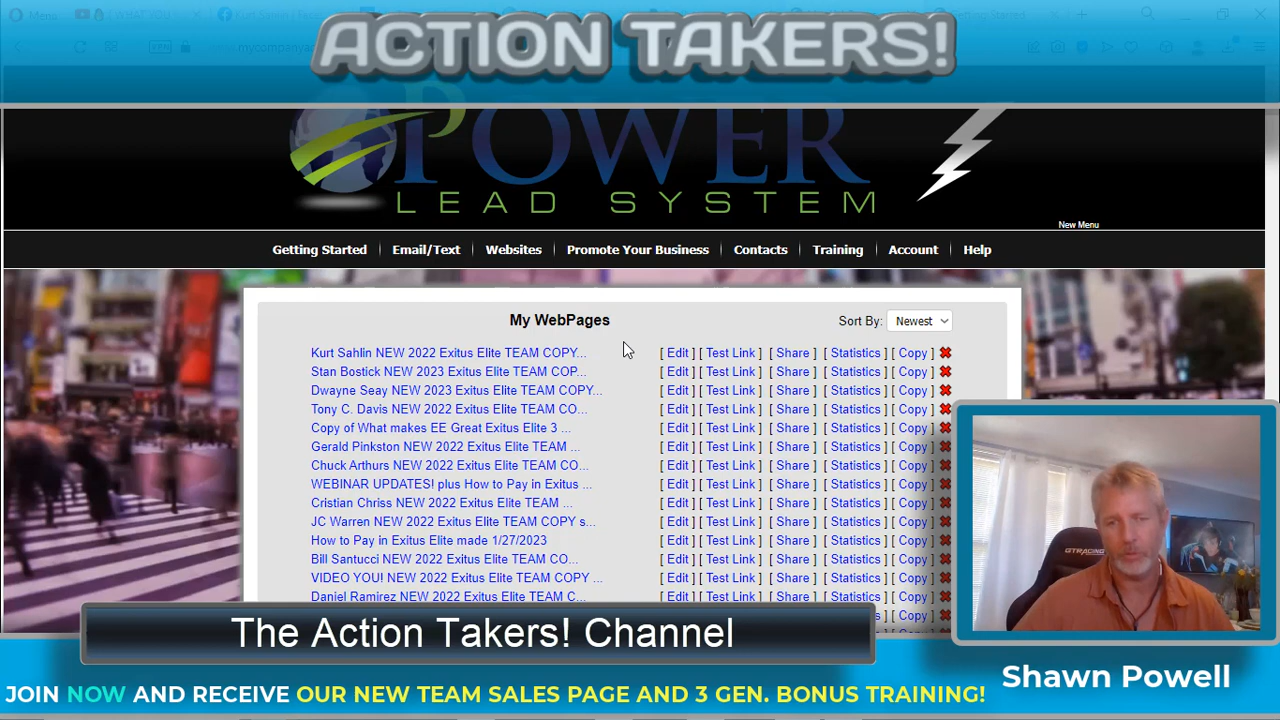 ACTION TAKERS!
POWER
LEAD SYSTEM
New Menu
Getting Started Email/Text Websites Promote Your Business Contacts Training Account Help
My WebPages Sort By: Newest
Kurt Sahlin NEW 2022 Exitus Elite TEAM COPY... [ Edit ] [ Test Link ] [ Share ] [ Statistics ] [ Copy ]
Stan Bostick NEW 2023 Exitus Elite TEAM COP... [ Edit ] [ Test Link ] [ Share ] [ Statistics ] [ Copy ]
Dwayne Seay NEW 2023 Exitus Elite TEAM COPY... [ Edit ] [ Test Link ] [ Share ] [ Statistics ] [ Copy ]
Tony C. Davis NEW 2022 Exitus Elite TEAM CO... [ Edit ] [ Test Link ] [ Share ] [ Statistics ] [ Copy ]
Copy of What makes EE Great Exitus Elite 3 ... [ Edit ] [ Test Link ] [ Share ] [ Statistics ] [ Copy ]
Gerald Pinkston NEW 2022 Exitus Elite TEAM ... [ Edit ] [ Test Link ] [ Share ] [ Statistics ] [ Copy ]
Chuck Arthurs NEW 2022 Exitus Elite TEAM CO... [ Edit ] [ Test Link ] [ Share ] [ Statistics ] [ Copy ]
WEBINAR UPDATES! plus How to Pay in Exitus ... [ Edit ] [ Test Link ] [ Share ] [ Statistics ] [ Copy ]
Cristian Chriss NEW 2022 Exitus Elite TEAM ... [ Edit ] [ Test Link ] [ Share ] [ Statistics ] [ Copy ]
JC Warren NEW 2022 Exitus Elite TEAM COPY s... [ Edit ] [ Test Link ] [ Share ] [ Statistics ] [ Copy ]
How to Pay in Exitus Elite made 1/27/2023 [ Edit ] [ Test Link ] [ Share ] [ Statistics ] [ Copy ]
Bill Santucci NEW 2022 Exitus Elite TEAM CO... [ Edit ] [ Test Link ] [ Share ] [ Statistics ] [ Copy ]
VIDEO YOU! NEW 2022 Exitus Elite TEAM COPY ... [ Edit ] [ Test Link ] [ Share ] [ Statistics ] [ Copy ]
Daniel Ramirez NEW 2022 Exitus Elite TEAM C... [ Edit ] [ Test Link ] [ Share ] [ Statistics ] [ Copy ]
GTRACING
The Action Takers! Channel
Shawn Powell
JOIN NOW AND RECEIVE OUR NEW TEAM SALES PAGE AND 3 GEN. BONUS TRAINING!